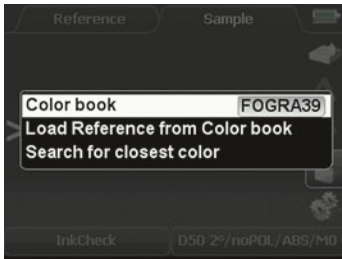 Reference Sample
Color book FOGRA39
Load Reference from Color book
Search for closest color
InkCheck D50 2°/noPOL/ABS/M0